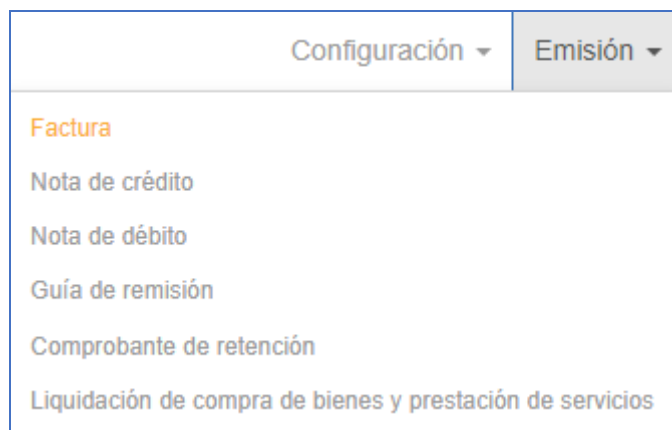 Configuración Emisión
Factura
Nota de crédito
Nota de débito
Guía de remisión
Comprobante de retención
Liquidación de compra de bienes y prestación de servicios